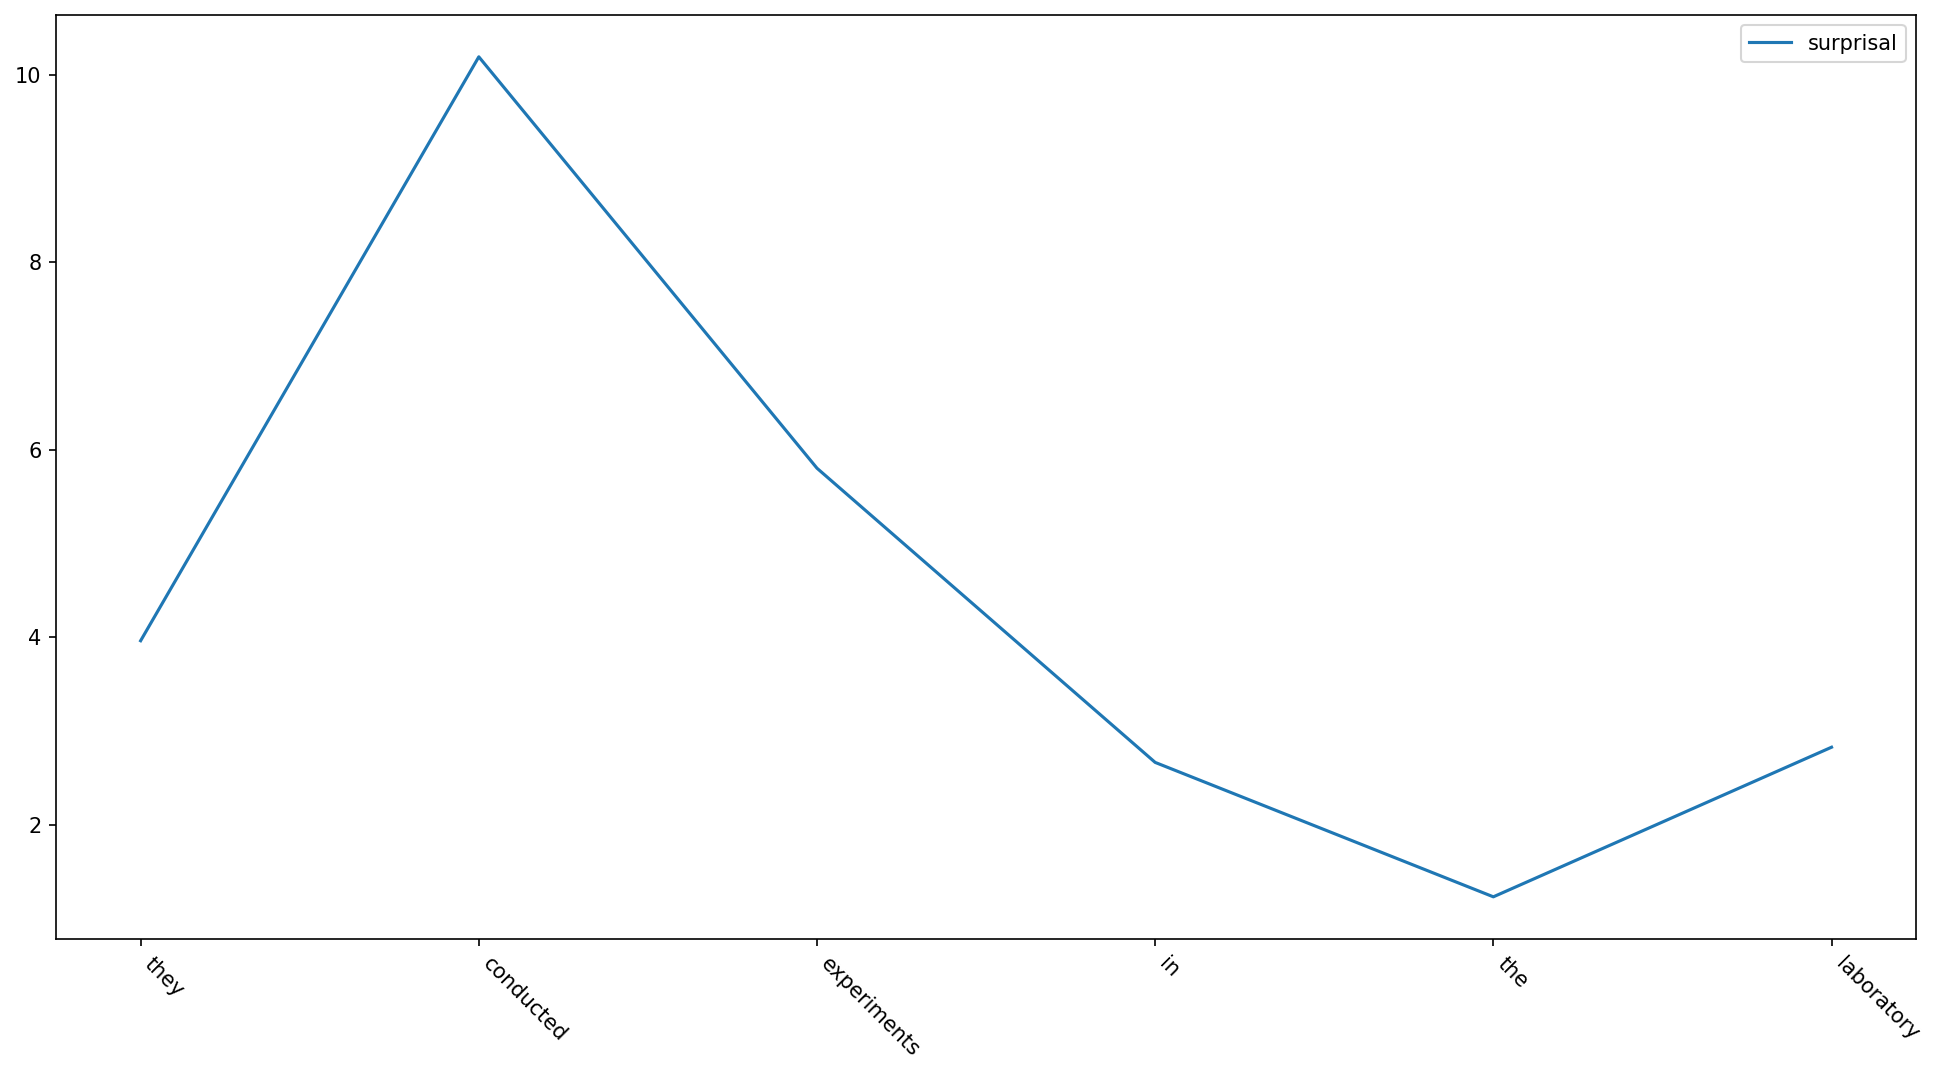 surprisal
10
8
6
4
2
they
conducted
experiments
in
the
laboratory